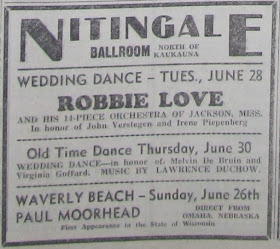 NITINGALE
BALLROOM NORTH OF KAUKAUNA
WEDDING DANCE – TUES., JUNE 28
ROBBIE LOVE
AND HIS 14-PIECE ORCHESTRA OF JACKSON, MISS.
In honor of John Verstegen and Irene Piepenberg
Old Time Dance Thursday, June 30
WEDDING DANCE—in honor of Melvin De Bruin and
Virginia Goffard. MUSIC BY LAWRENCE DUCHOW.
WAVERLY BEACH – Sunday, June 26th
PAUL MOORHEAD DIRECT FROM OMAHA, NEBRASKA
First Appearance in the State of Wisconsin